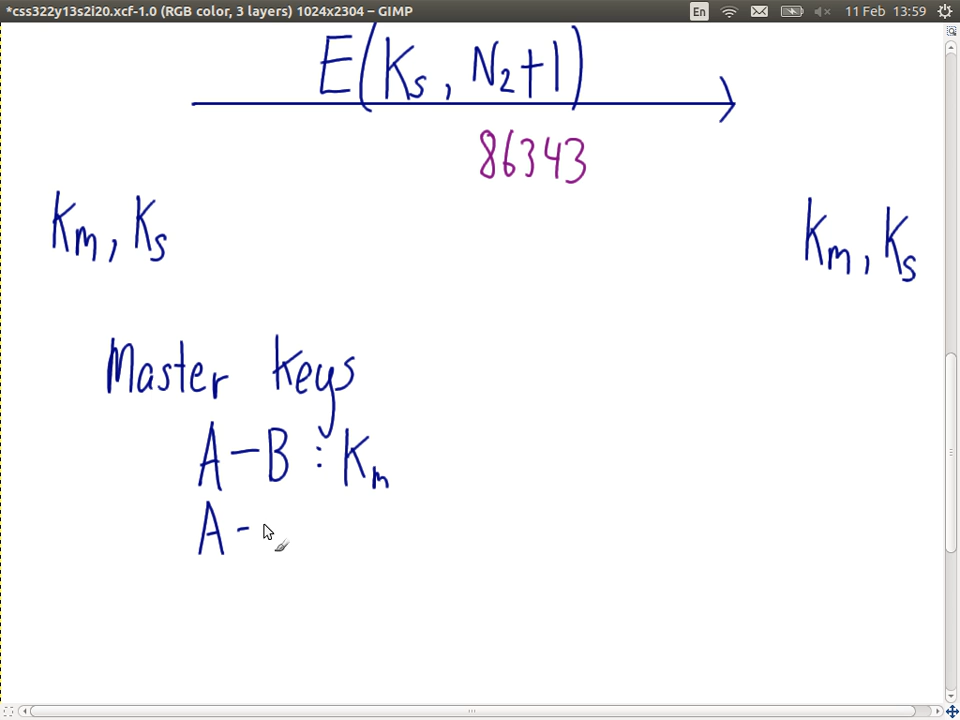 *css322y13s2i20.xcf-1.0 (RGB color, 3 layers) 1024x2304 – GIMP En 11 Feb 13:59
E(Ks, N2+1)
86343
Km, Ks Km, Ks
Master keys
A-B : Km
A-